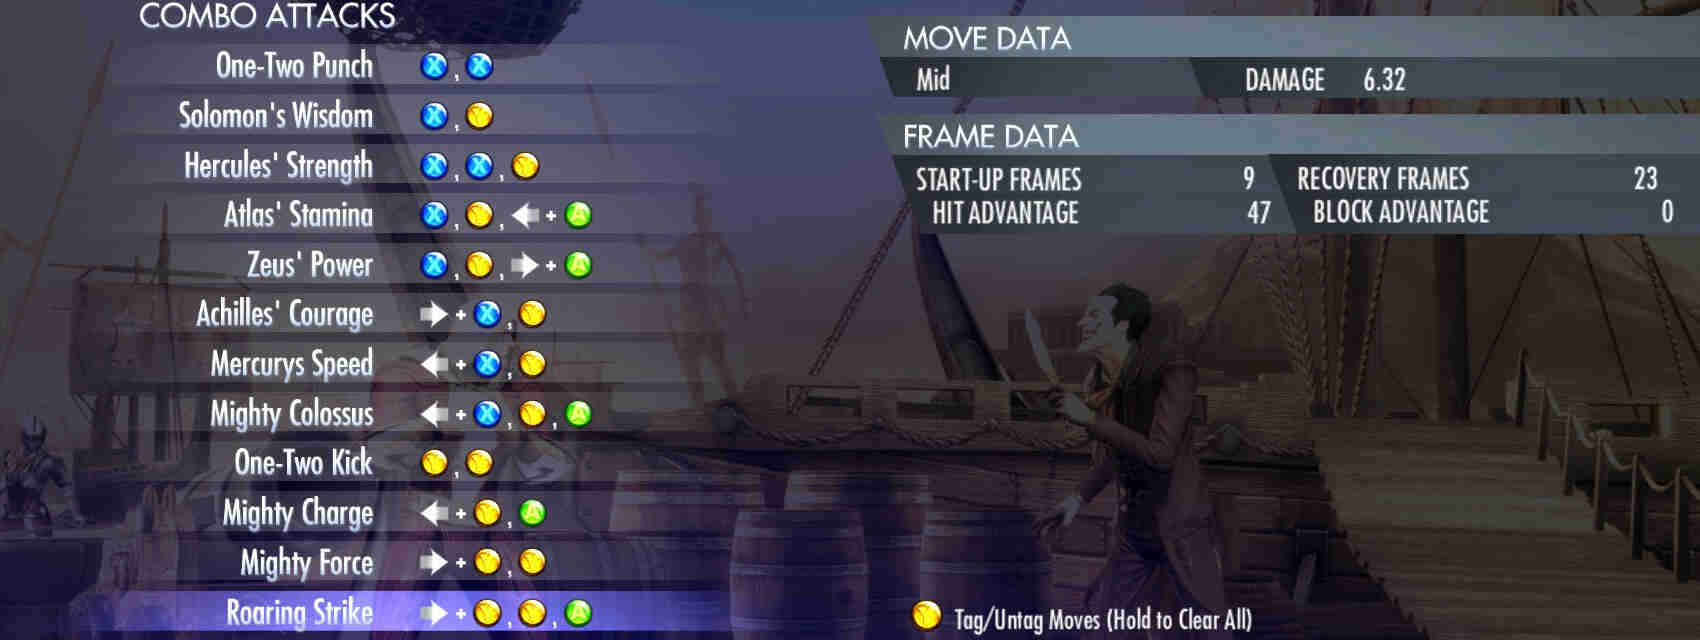 COMBO ATTACKS
One-Two Punch X , X
Solomon's Wisdom X , Y
Hercules' Strength X , X , Y
Atlas' Stamina X , Y , + A
Zeus' Power X , Y , + A
Achilles' Courage + X , Y
Mercurys Speed + X , Y
Mighty Colossus + X , Y , A
One-Two Kick Y , Y
Mighty Charge + Y , A
Mighty Force + Y , Y
Roaring Strike + Y , Y , A
MOVE DATA
Mid DAMAGE 6.32
FRAME DATA
START-UP FRAMES 9 RECOVERY FRAMES 23
HIT ADVANTAGE 47 BLOCK ADVANTAGE 0
Y Tag/Untag Moves (Hold to Clear All)